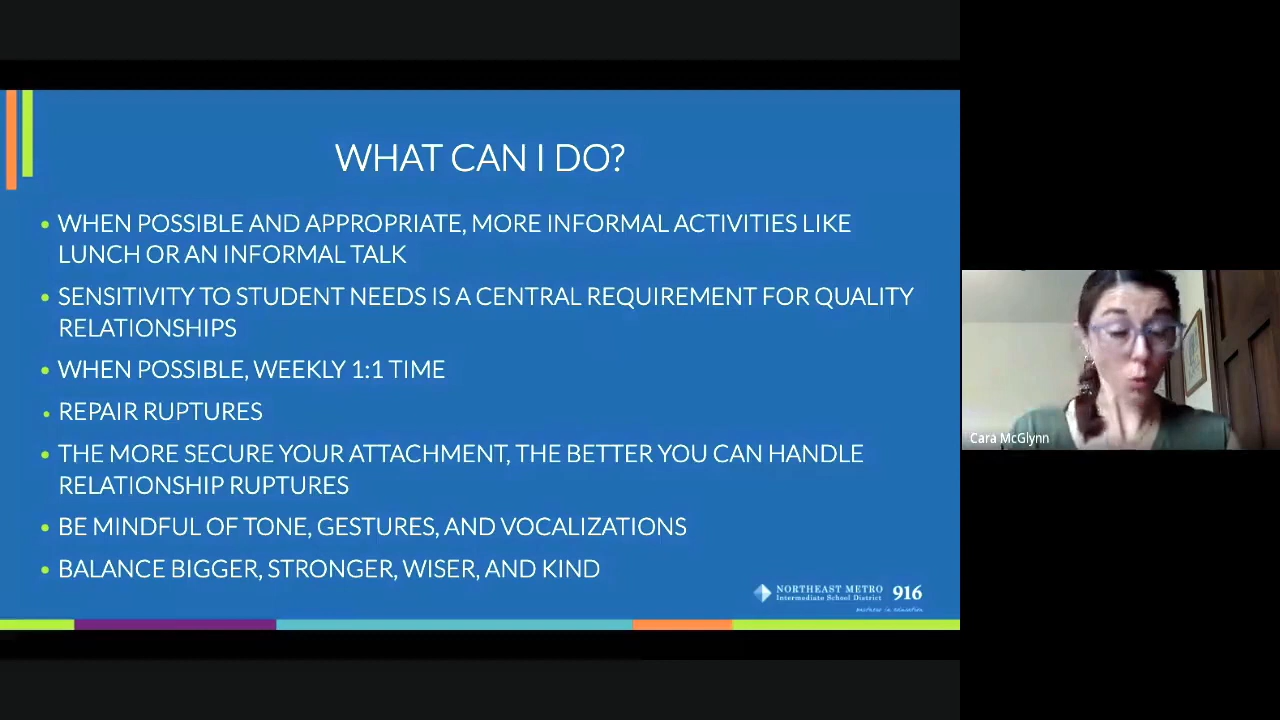 WHAT CAN I DO?
• WHEN POSSIBLE AND APPROPRIATE, MORE INFORMAL ACTIVITIES LIKE
LUNCH OR AN INFORMAL TALK
• SENSITIVITY TO STUDENT NEEDS IS A CENTRAL REQUIREMENT FOR QUALITY
RELATIONSHIPS
• WHEN POSSIBLE, WEEKLY 1:1 TIME
• REPAIR RUPTURES
• THE MORE SECURE YOUR ATTACHMENT, THE BETTER YOU CAN HANDLE
RELATIONSHIP RUPTURES
• BE MINDFUL OF TONE, GESTURES, AND VOCALIZATIONS
• BALANCE BIGGER, STRONGER, WISER, AND KIND
NORTHEAST METRO 916
Intermediate School District
in education
Cara McGlynn